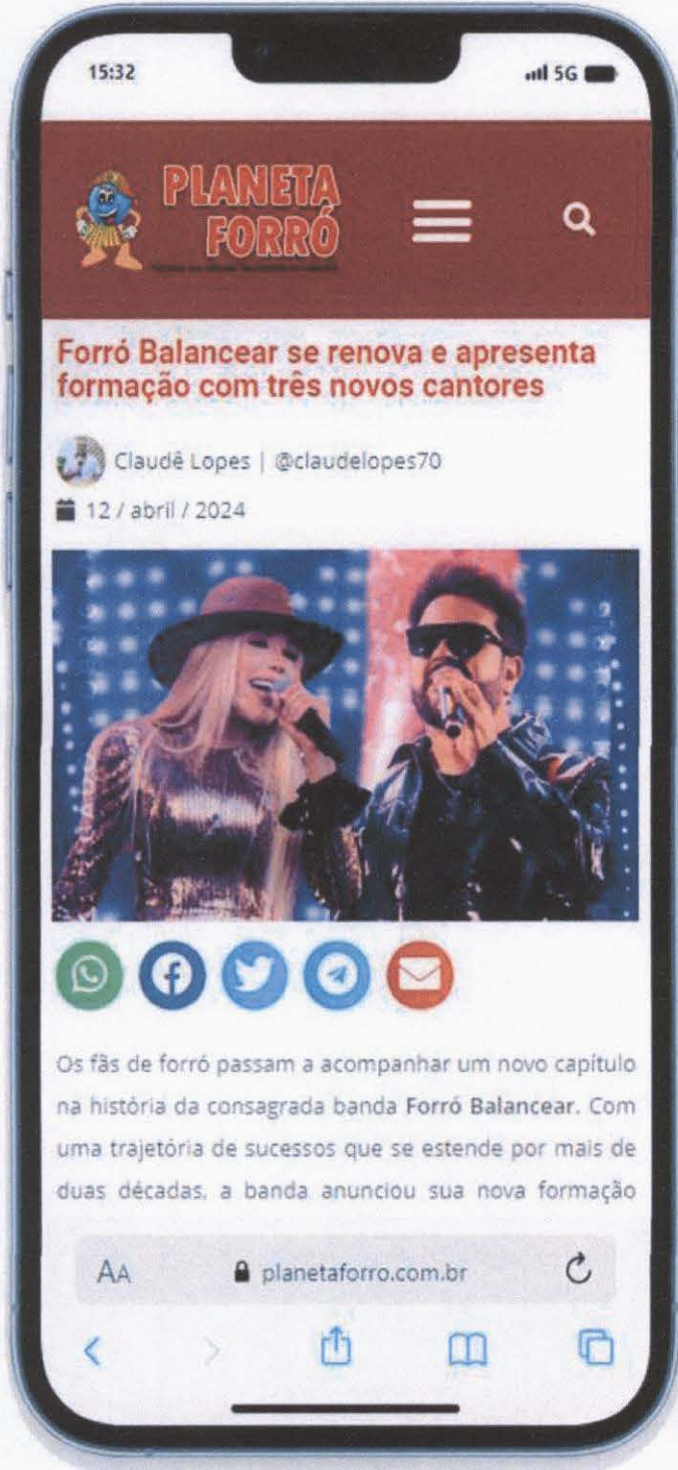 15:32
5G
PLANETA
FORRÓ
Forró Balancear se renova e apresenta
formação com três novos cantores
Claudê Lopes | @claudelopes70
12 / abril / 2024
Os fãs de forró passam a acompanhar um novo capítulo
na história da consagrada banda Forró Balancear. Com
uma trajetória de sucessos que se estende por mais de
duas décadas, a banda anunciou sua nova formação
AA
planetaforro.com.br